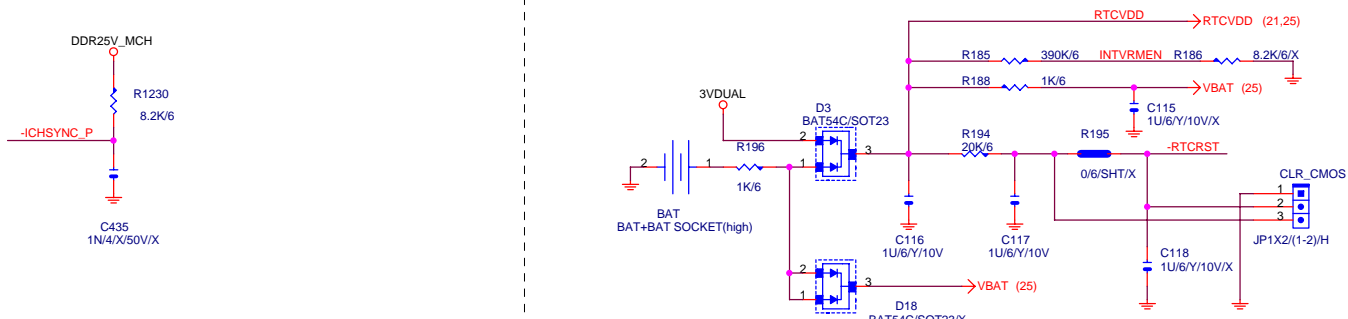 DDR25V_MCH
R1230
8.2K/6
-ICHSYNC_P
C435
1N/4/X/50V/X
RTCVDD
RTCVDD (21,25)
R185
390K/6
INTVRMEN
R186
8.2K/6/X
R188
1K/6
VBAT (25)
3VDUAL
D3
BAT54C/SOT23
C115
1U/6/Y/10V/X
2
1
3
R194
20K/6
R195
0/6/SHT/X
-RTCRST
R196
1K/6
2
1
BAT
BAT+BAT SOCKET(high)
CLR_CMOS
1
2
3
JP1X2/(1-2)/H
C116
1U/6/Y/10V
C117
1U/6/Y/10V
C118
1U/6/Y/10V/X
2
1
3
VBAT (25)
D18
BAT54C/SOT23/X